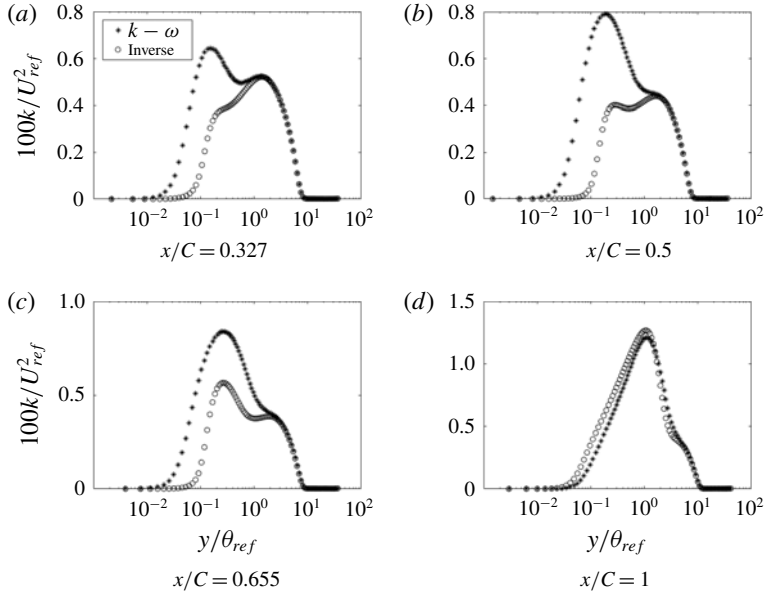 (a)
0.8
0.6
0.4
0.2
0
100k/U²ref
k − ω
Inverse
10⁻² 10⁻¹ 10⁰ 10¹ 10²
x/C = 0.327
(b)
0.8
0.6
0.4
0.2
0
10⁻² 10⁻¹ 10⁰ 10¹ 10²
x/C = 0.5
(c)
1.0
0.5
0
100k/U²ref
10⁻² 10⁻¹ 10⁰ 10¹ 10²
y/θref
x/C = 0.655
(d)
1.5
1.0
0.5
0
10⁻² 10⁻¹ 10⁰ 10¹ 10²
y/θref
x/C = 1